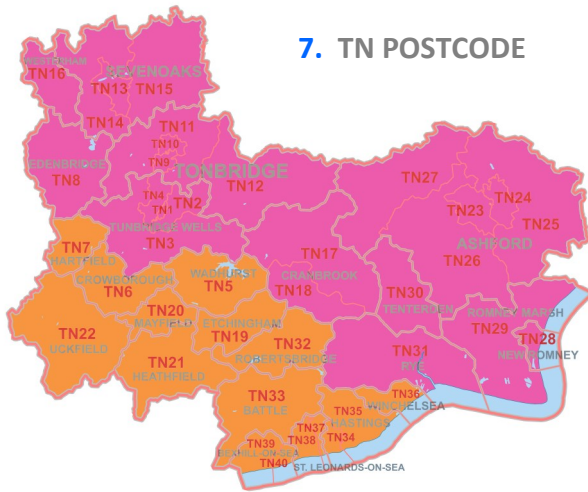 7. TN POSTCODE
WESTERHAM
TN16
SEVENOAKS
TN13 TN15
TN14
TN11
TN10
TN9
EDENBRIDGE
TN8
TONBRIDGE
TN12
TN4
TN1
TN2
TUNBRIDGE WELLS
TN3
TN27
TN24
TN23
TN25
ASHFORD
TN26
TN17
CRANBROOK
TN18
TN30
TENTERDEN
ROMNEY MARSH
TN29
TN28
NEW ROMNEY
TN7
HARTFIELD
CROWBOROUGH
TN6
WADHURST
TN5
TN20
MAYFIELD
ETCHINGHAM
TN19
TN32
ROBERTSBRIDGE
TN22
UCKFIELD
TN21
HEATHFIELD
TN31
RYE
TN33
BATTLE
TN36
WINCHELSEA
TN35
HASTINGS
TN37
TN38 TN34
TN39
BEXHILL-ON-SEA
TN40
ST. LEONARDS-ON-SEA